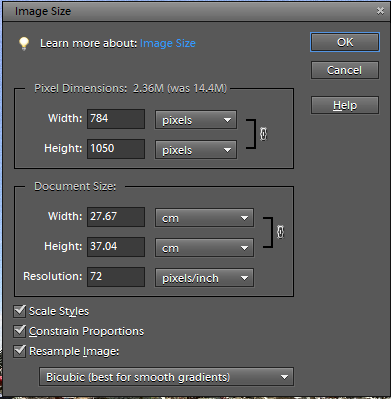 Image Size
Learn more about: Image Size
OK
Cancel
Help
Pixel Dimensions: 2.36M (was 14.4M)
Width: 784 pixels
Height: 1050 pixels
Document Size:
Width: 27.67 cm
Height: 37.04 cm
Resolution: 72 pixels/inch
Scale Styles
Constrain Proportions
Resample Image:
Bicubic (best for smooth gradients)